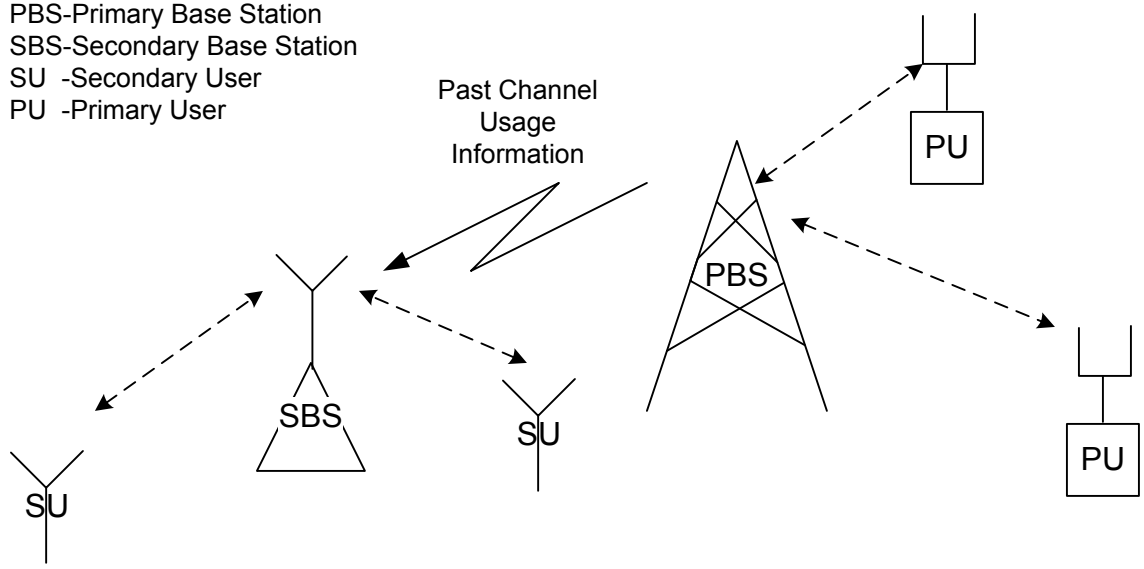 PBS-Primary Base Station
SBS-Secondary Base Station
SU -Secondary User
PU -Primary User
Past Channel
Usage
Information
PU
PBS
SBS
SU
PU
SU